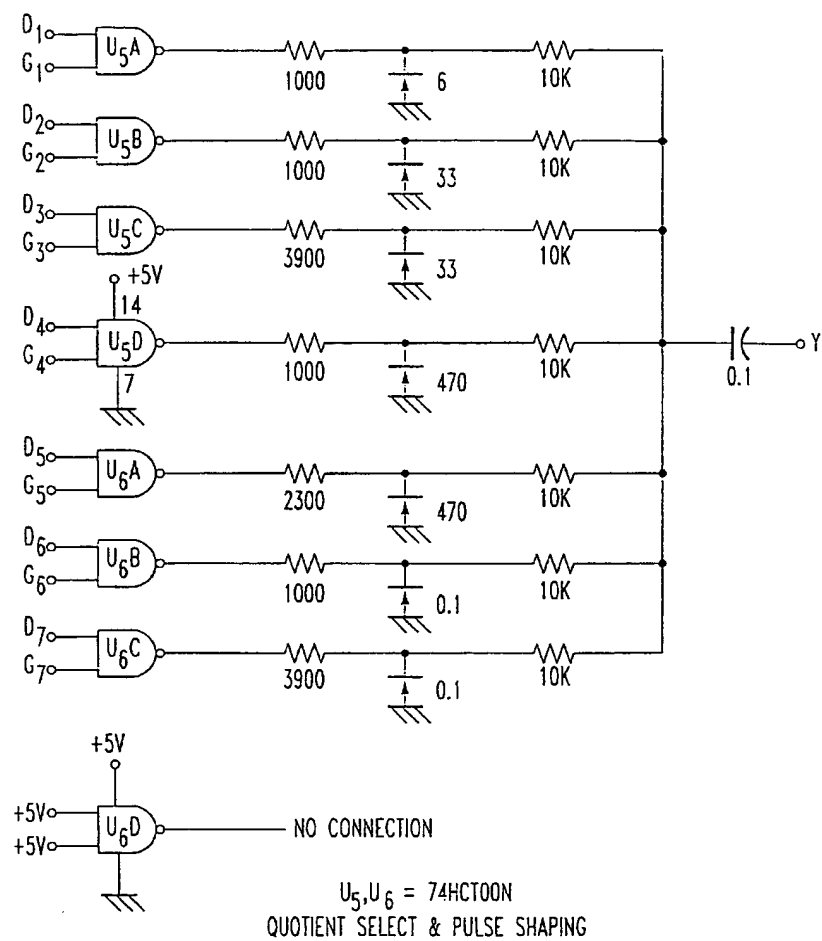 D1
G1
U5A
1000
6
10K
D2
G2
U5B
1000
33
10K
D3
G3
U5C
3900
33
10K
+5V
14
D4
G4
U5D
7
1000
470
10K
0.1
Y
D5
G5
U6A
2300
470
10K
D6
G6
U6B
1000
0.1
10K
D7
G7
U6C
3900
0.1
10K
+5V
+5V
+5V
U6D
NO CONNECTION
U5,U6 = 74HCT00N
QUOTIENT SELECT & PULSE SHAPING